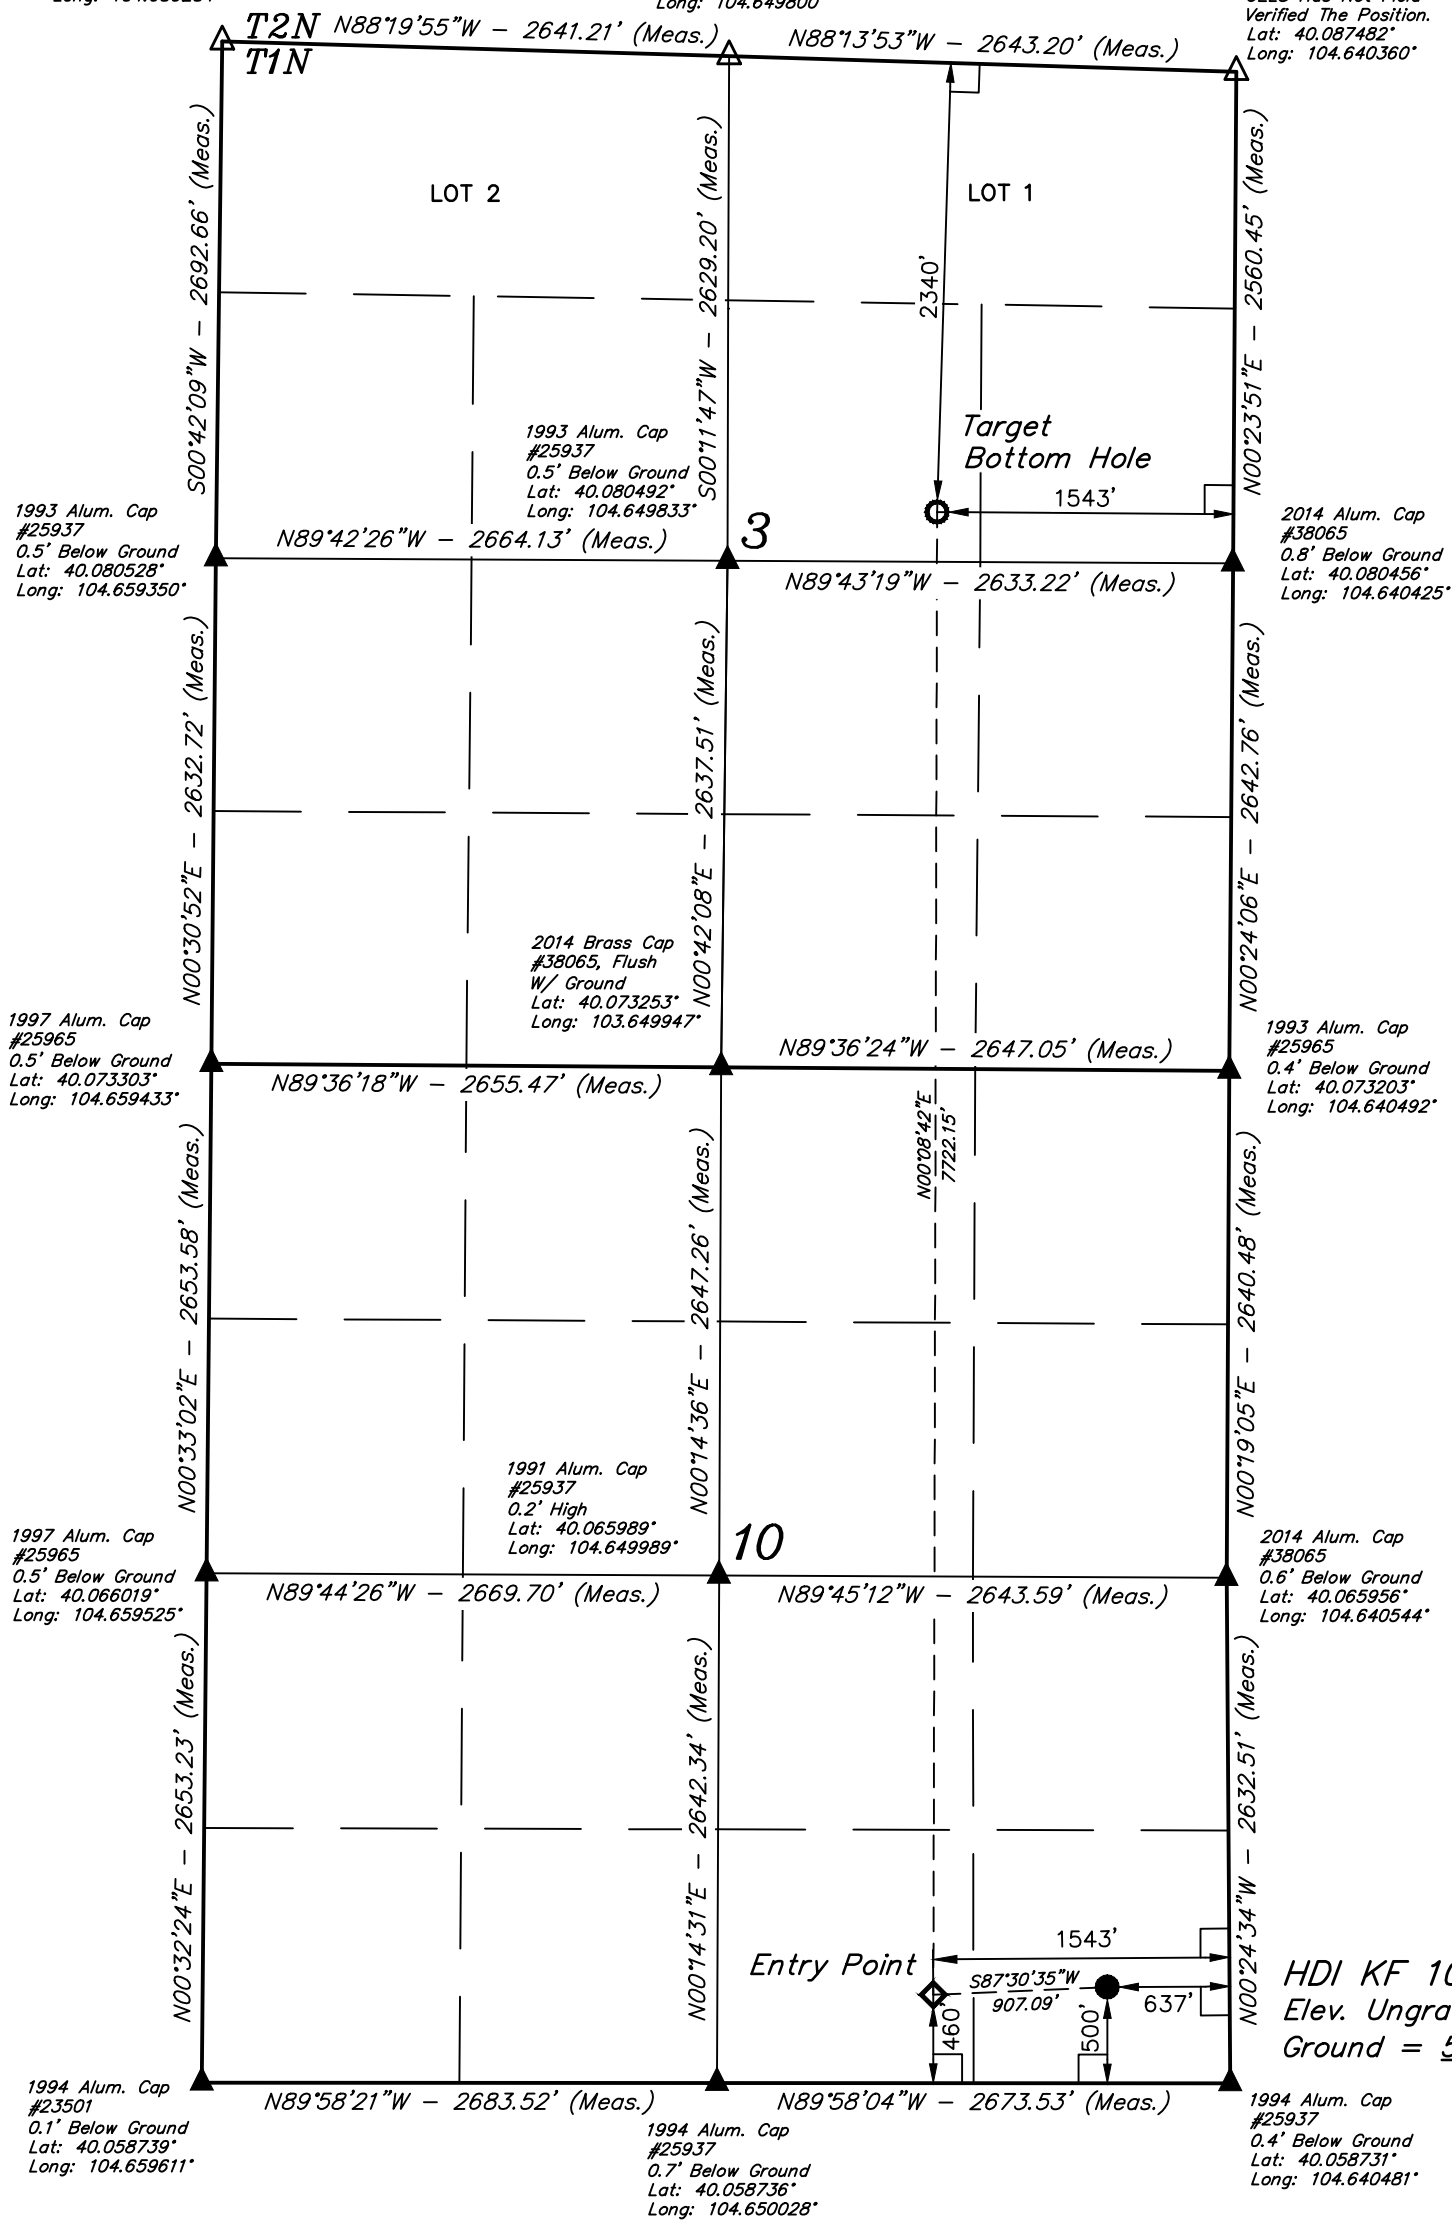 Verified The Position.
Lat: 40.087482°
Long: 104.640360°
T2N
T1N
N88°19'55"W - 2641.21' (Meas.)
N88°13'53"W - 2643.20' (Meas.)
S00°42'09"W - 2692.66' (Meas.)
LOT 2
S00°11'47"W - 2629.20' (Meas.)
LOT 1
2340'
N00°23'51"E - 2560.45' (Meas.)
Target
Bottom Hole
1543'
1993 Alum. Cap
#25937
0.5' Below Ground
Lat: 40.080492°
Long: 104.649833°
3
1993 Alum. Cap
#25937
0.5' Below Ground
Lat: 40.080528°
Long: 104.659350°
2014 Alum. Cap
#38065
0.8' Below Ground
Lat: 40.080456°
Long: 104.640425°
N89°42'26"W - 2664.13' (Meas.)
N89°43'19"W - 2633.22' (Meas.)
N00°30'52"E - 2632.72' (Meas.)
N00°42'08"E - 2637.51' (Meas.)
N00°24'06"E - 2642.76' (Meas.)
2014 Brass Cap
#38065, Flush
W/ Ground
Lat: 40.073253°
Long: 103.649947°
1997 Alum. Cap
#25965
0.5' Below Ground
Lat: 40.073303°
Long: 104.659433°
1993 Alum. Cap
#25965
0.4' Below Ground
Lat: 40.073203°
Long: 104.640492°
N89°36'18"W - 2655.47' (Meas.)
N89°36'24"W - 2647.05' (Meas.)
N00°08'42"E
7722.15'
N00°33'02"E - 2653.58' (Meas.)
N00°14'36"E - 2647.26' (Meas.)
N00°19'05"E - 2640.48' (Meas.)
1991 Alum. Cap
#25937
0.2' High
Lat: 40.065989°
Long: 104.649989°
10
1997 Alum. Cap
#25965
0.5' Below Ground
Lat: 40.066019°
Long: 104.659525°
2014 Alum. Cap
#38065
0.6' Below Ground
Lat: 40.065956°
Long: 104.640544°
N89°44'26"W - 2669.70' (Meas.)
N89°45'12"W - 2643.59' (Meas.)
N00°32'24"E - 2653.23' (Meas.)
N00°14'31"E - 2642.34' (Meas.)
N00°24'34"W - 2632.51' (Meas.)
Entry Point
1543'
S87°30'35"W
907.09'
637'
460'
500'
HDI KF 10
Elev. Ungra
Ground = 5
N89°58'21"W - 2683.52' (Meas.)
N89°58'04"W - 2673.53' (Meas.)
1994 Alum. Cap
#23501
0.1' Below Ground
Lat: 40.058739°
Long: 104.659611°
1994 Alum. Cap
#25937
0.7' Below Ground
Lat: 40.058736°
Long: 104.650028°
1994 Alum. Cap
#25937
0.4' Below Ground
Lat: 40.058731°
Long: 104.640481°